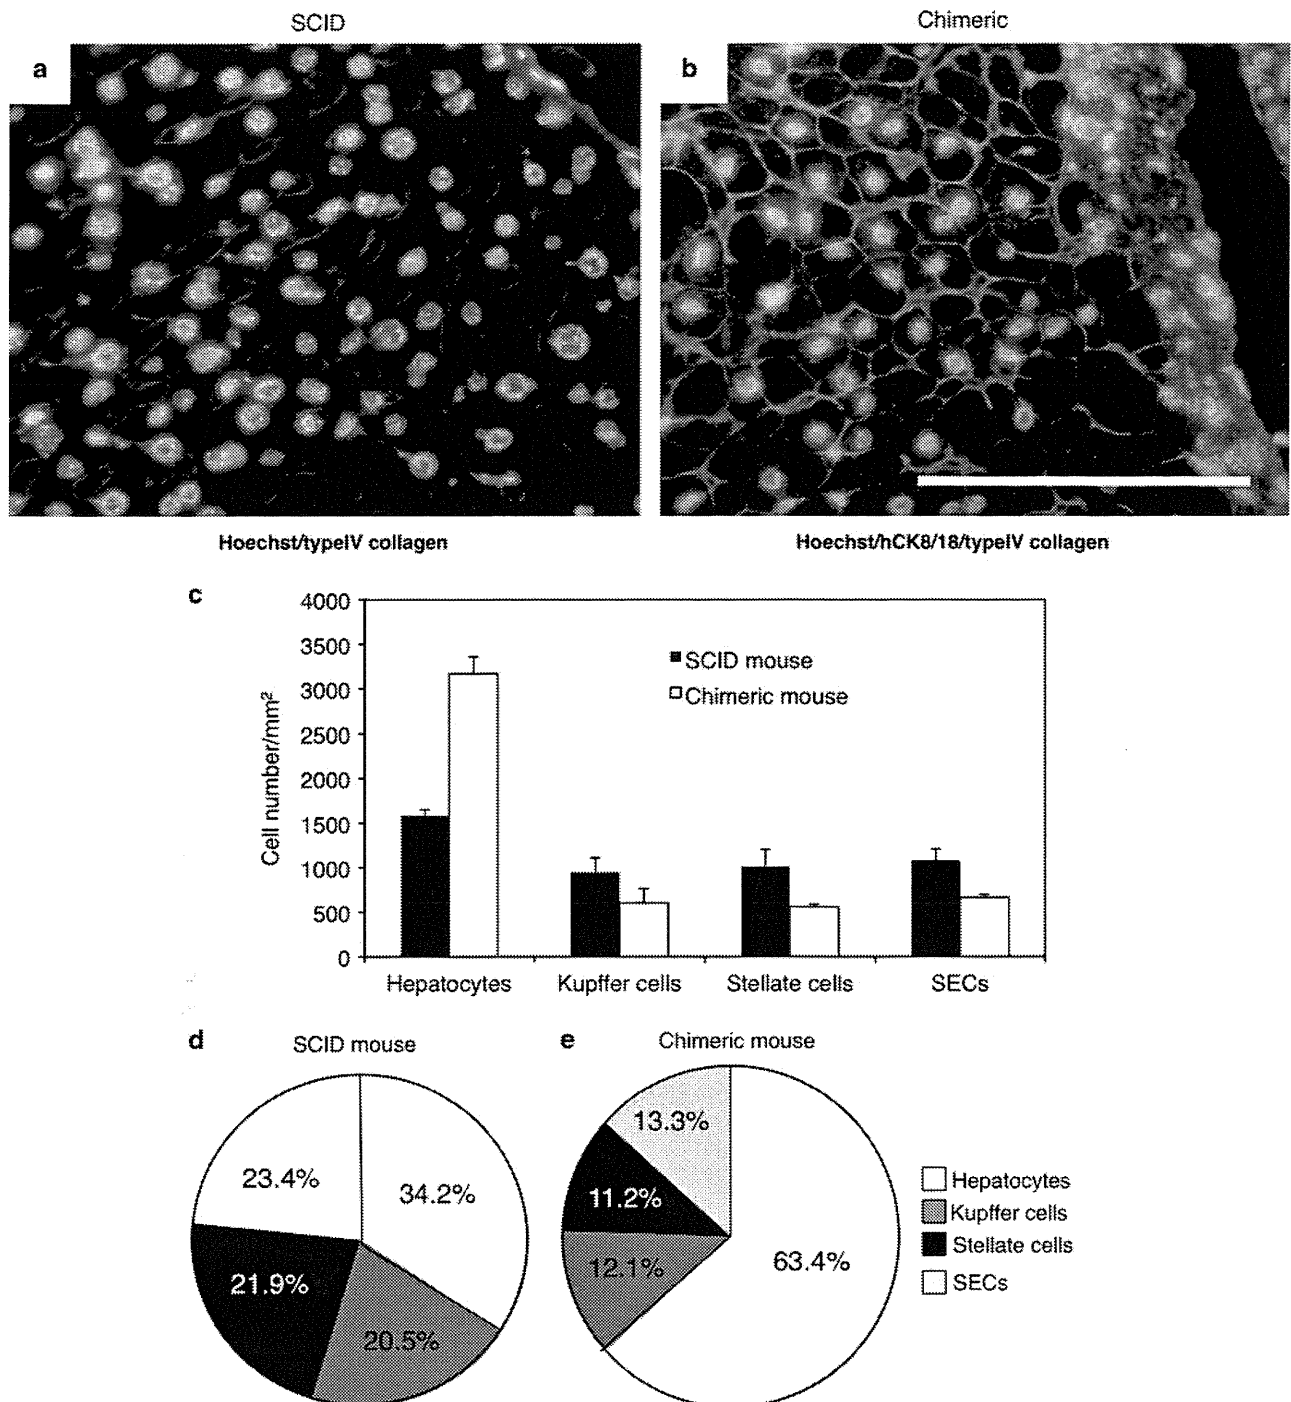 SCID
Chimeric
a
b
Hoechst/typeIV collagen
Hoechst/hCK8/18/typeIV collagen
c
4000
3500
3000
2500
2000
1500
1000
500
0
Cell number/mm²
SCID mouse
Chimeric mouse
Hepatocytes
Kupffer cells
Stellate cells
SECs
d
SCID mouse
e
Chimeric mouse
23.4%
34.2%
21.9%
20.5%
13.3%
11.2%
12.1%
63.4%
Hepatocytes
Kupffer cells
Stellate cells
SECs